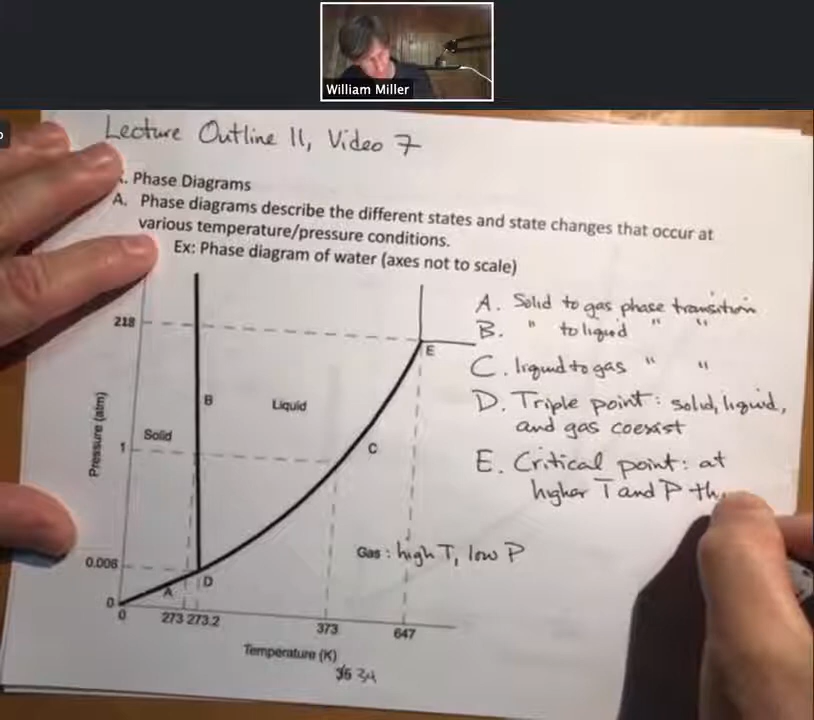 William Miller
Lecture Outline 11, Video 7
. Phase Diagrams
A. Phase diagrams describe the different states and state changes that occur at
various temperature/pressure conditions.
Ex: Phase diagram of water (axes not to scale)
A. Solid to gas phase transition
B. " to liquid " "
C. liquid to gas " "
D. Triple point: solid, liquid,
and gas coexist
E. Critical point: at
higher T and P th
218
E
B
Liquid
Solid
C
Pressure (atm)
1
Gas: high T, low P
0.006
D
A
0
0
273 273.2
373
647
Temperature (K)